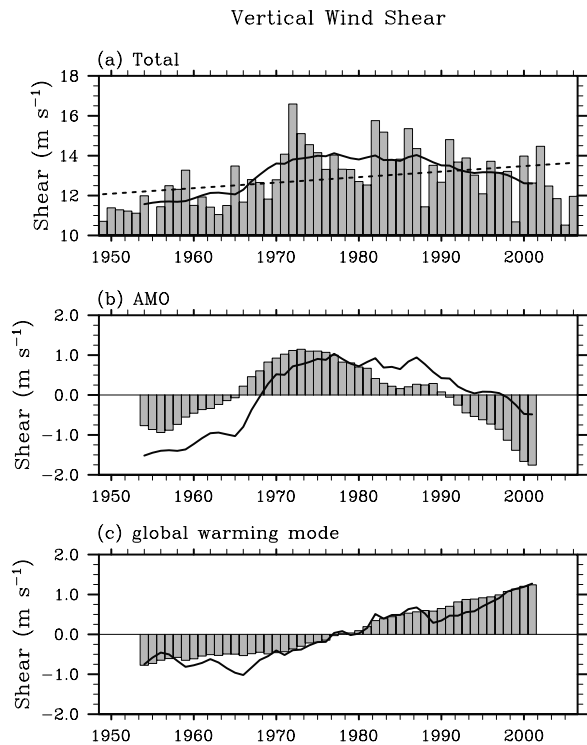 Vertical Wind Shear
(a) Total
Shear (m s⁻¹)
18
16
14
12
10
1950 1960 1970 1980 1990 2000
(b) AMO
Shear (m s⁻¹)
2.0
1.0
0.0
-1.0
-2.0
1950 1960 1970 1980 1990 2000
(c) global warming mode
Shear (m s⁻¹)
2.0
1.0
0.0
-1.0
-2.0
1950 1960 1970 1980 1990 2000